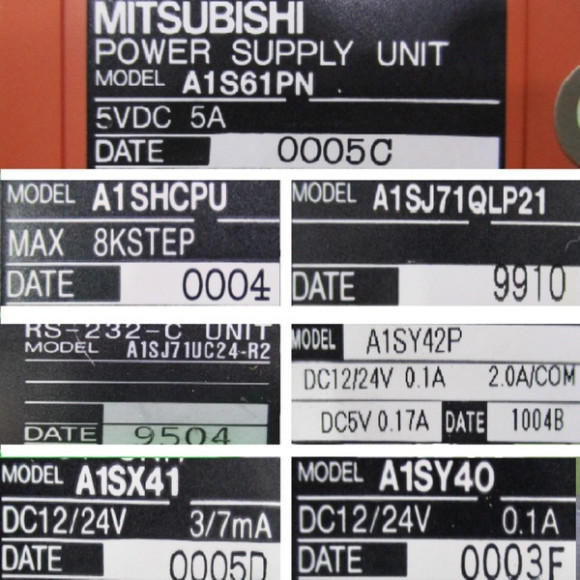 MITSUBISHI
POWER SUPPLY UNIT
MODEL A1S61PN
5VDC 5A
DATE 0005C
MODEL A1SHCPU
MAX 8KSTEP
DATE 0004
MODEL A1SJ71QLP21
DATE 9910
RS-232-C UNIT
MODEL A1SJ71UC24-R2
DATE 9504
MODEL A1SY42P
DC12/24V 0.1A 2.0A/COM
DC5V 0.17A DATE 1004B
MODEL A1SX41
DC12/24V 3/7mA
DATE 0005D
MODEL A1SY40
DC12/24V 0.1A
DATE 0003F